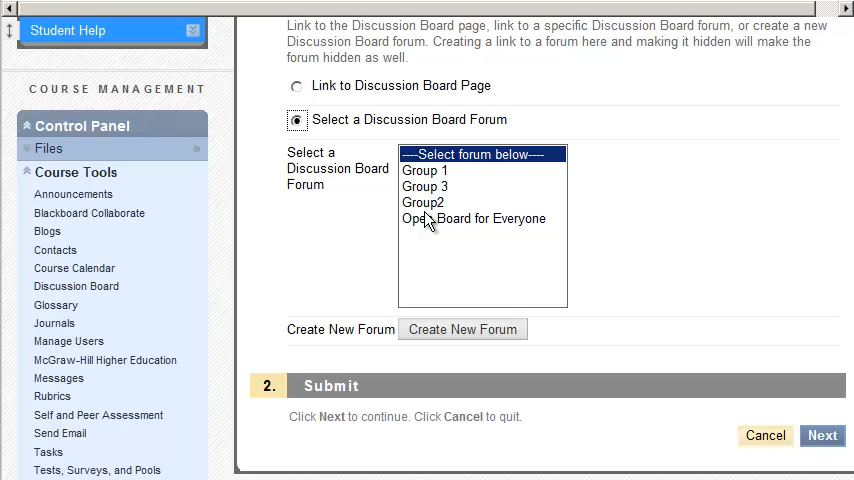 Student Help
COURSE MANAGEMENT
Control Panel
Files
Course Tools
Announcements
Blackboard Collaborate
Blogs
Contacts
Course Calendar
Discussion Board
Glossary
Journals
Manage Users
McGraw-Hill Higher Education
Messages
Rubrics
Self and Peer Assessment
Send Email
Tasks
Tests, Surveys, and Pools
Link to the Discussion Board page, link to a specific Discussion Board forum, or create a new
Discussion Board forum. Creating a link to a forum here and making it hidden will make the
forum hidden as well.
Link to Discussion Board Page
Select a Discussion Board Forum
Select a
Discussion Board
Forum
----Select forum below----
Group 1
Group 3
Group2
Open Board for Everyone
Create New Forum
Create New Forum
2. Submit
Click Next to continue. Click Cancel to quit.
Cancel
Next